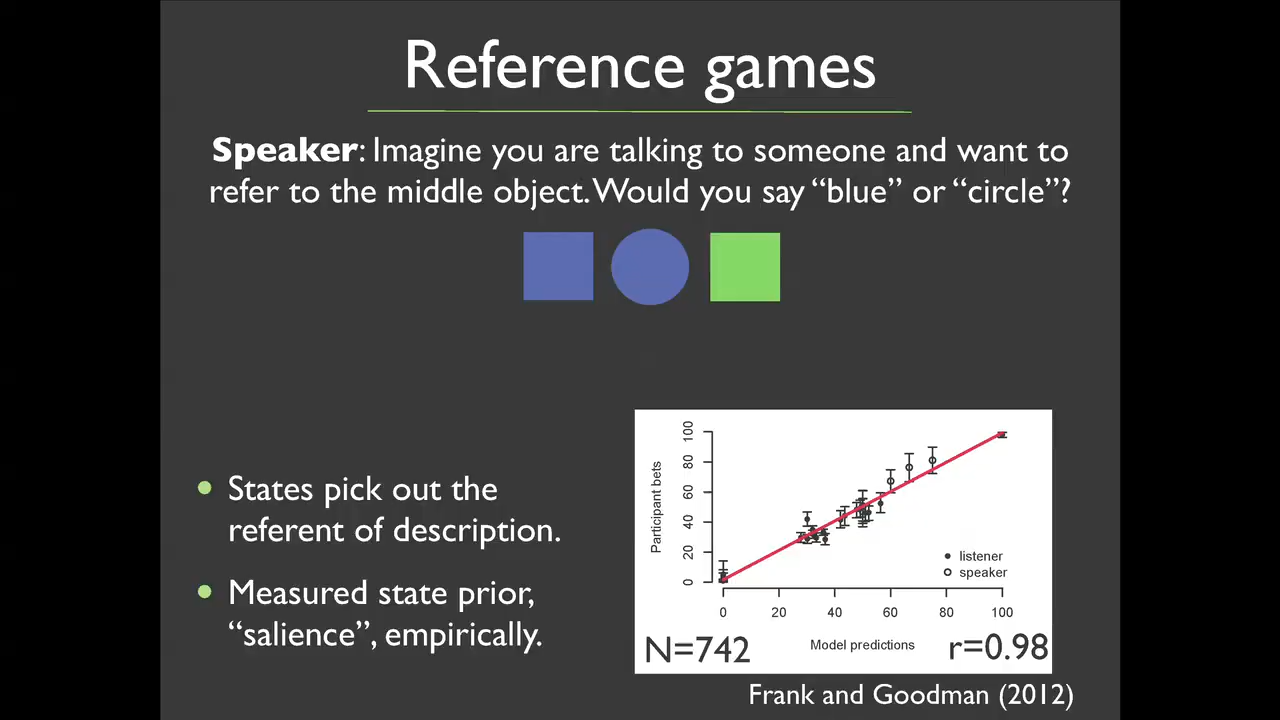 Reference games
Speaker: Imagine you are talking to someone and want to
refer to the middle object. Would you say “blue” or “circle”?
States pick out the
referent of description.
Measured state prior,
“salience”, empirically.
Participant bets
100
80
60
40
20
0
listener
speaker
0 20 40 60 80 100
Model predictions
N=742
r=0.98
Frank and Goodman (2012)